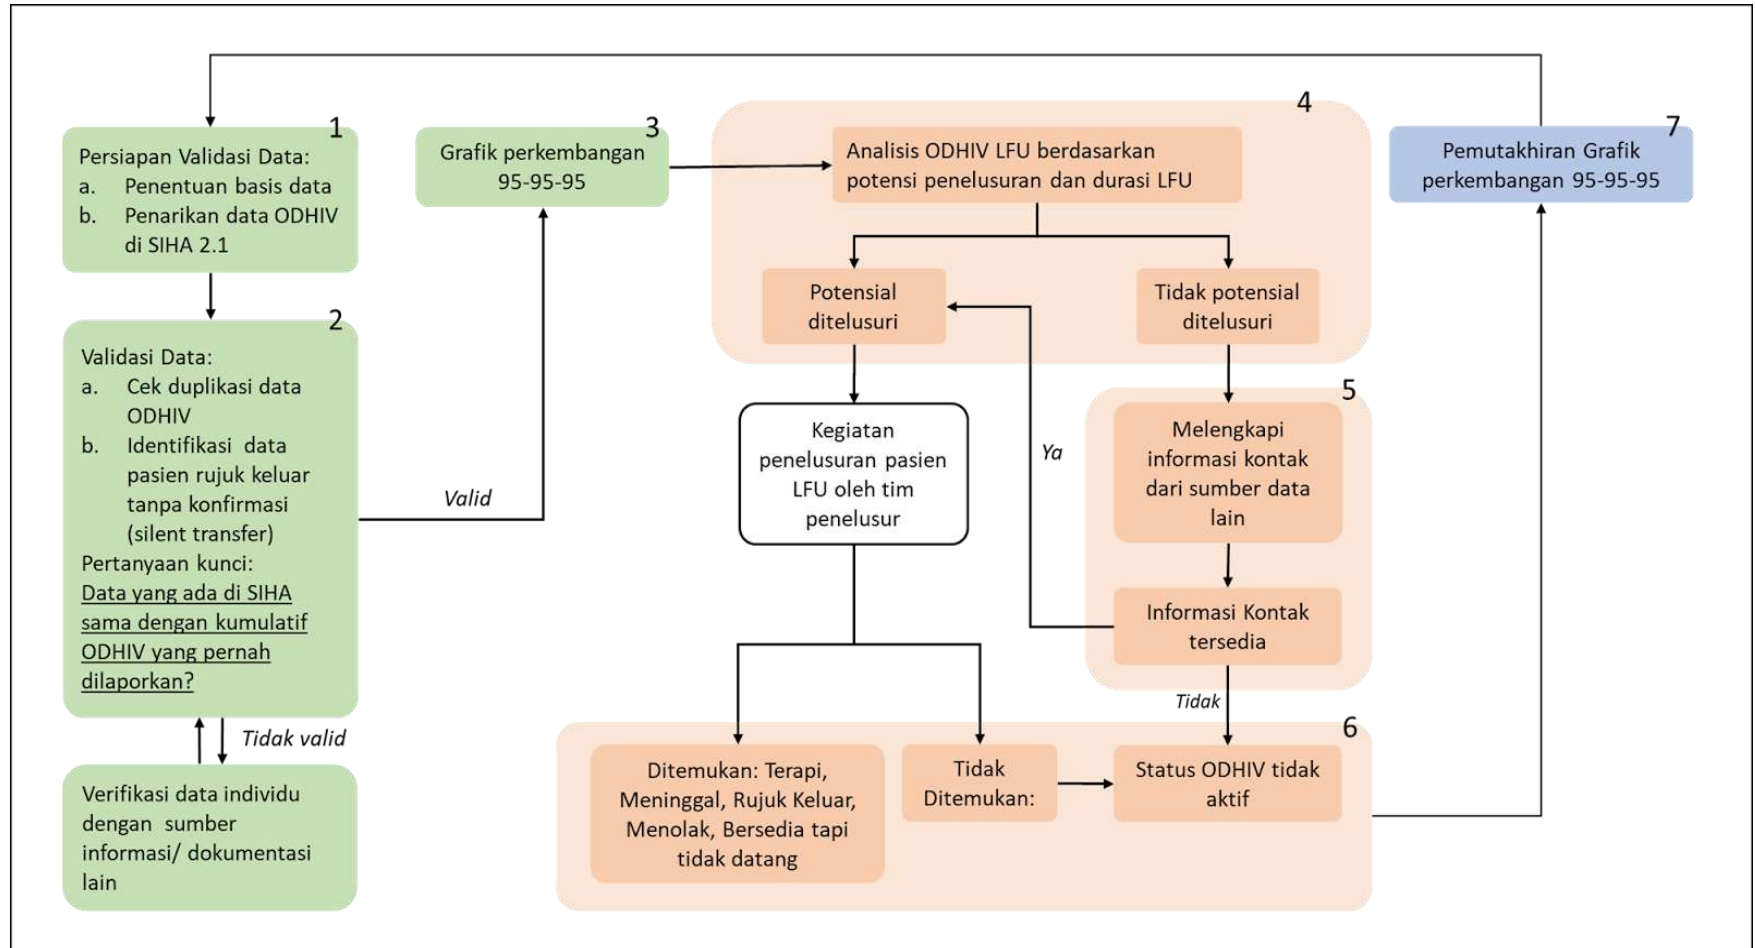 1
Persiapan Validasi Data:
a. Penentuan basis data
b. Penarikan data ODHIV
di SIHA 2.1
2
Validasi Data:
a. Cek duplikasi data
ODHIV
b. Identifikasi data
pasien rujuk keluar
tanpa konfirmasi
(silent transfer)
Pertanyaan kunci:
Data yang ada di SIHA
sama dengan kumulatif
ODHIV yang pernah
dilaporkan?
Tidak valid
Verifikasi data individu
dengan sumber
informasi/ dokumentasi
lain
Valid
3
Grafik perkembangan
95-95-95
4
Analisis ODHIV LFU berdasarkan
potensi penelusuran dan durasi LFU
Potensial
ditelusuri
Tidak potensial
ditelusuri
Kegiatan
penelusuran pasien
LFU oleh tim
penelusur
Ya
5
Melengkapi
informasi kontak
dari sumber data
lain
Informasi Kontak
tersedia
Tidak
6
Ditemukan: Terapi,
Meninggal, Rujuk Keluar,
Menolak, Bersedia tapi
tidak datang
Tidak
Ditemukan:
Status ODHIV tidak
aktif
7
Pemutakhiran Grafik
perkembangan 95-95-95